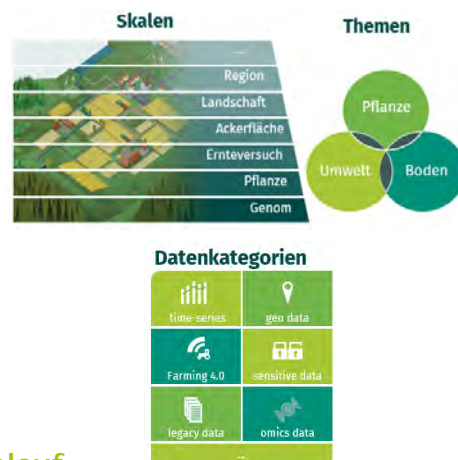 Skalen
Themen
Region
Landschaft
Ackerfläche
Ernteversuch
Pflanze
Genom
Pflanze
Umwelt
Boden
Datenkategorien
time-series
geo data
Farming 4.0
sensitive data
legacy data
omics data